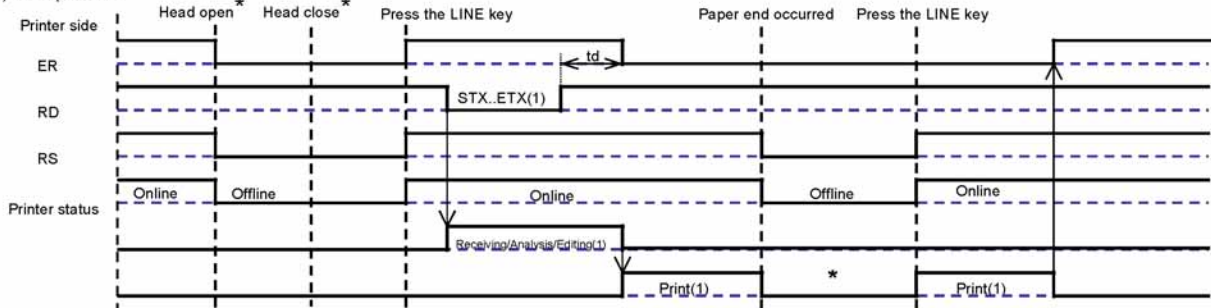 Head open* Head close* Press the LINE key Paper end occurred Press the LINE key
Printer side
ER td
RD STX..ETX(1)
RS
Printer status Online Offline Online Offline Online
Receiving/Analysis/Editing(1)
Print(1) * Print(1)